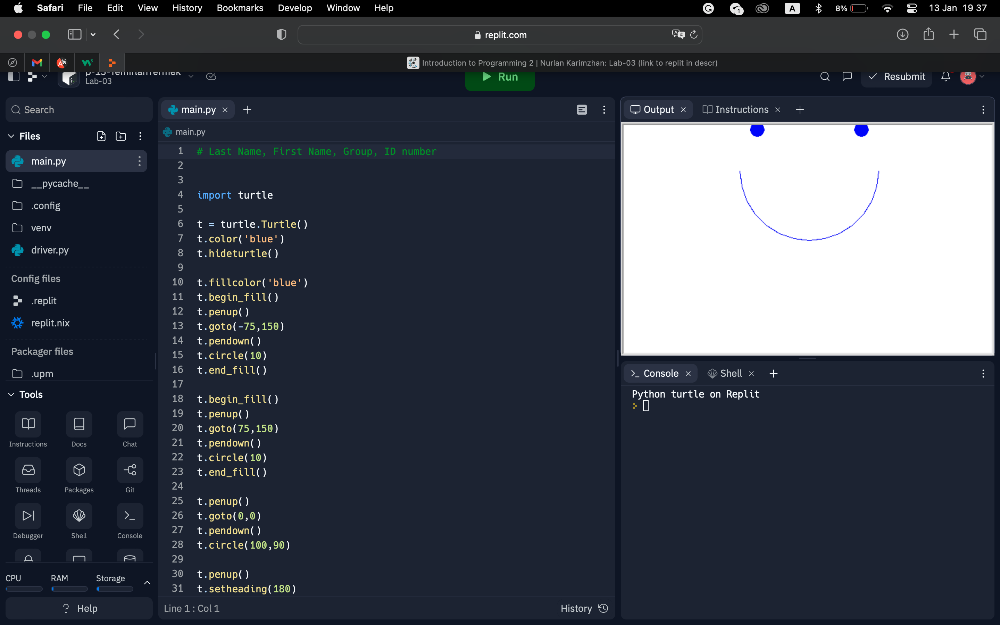 Safari File Edit View History Bookmarks Develop Window Help
A 8% 13 Jan 19 37
replit.com
Introduction to Programming 2 | Nurlan Karimzhan: Lab-03 (link to replit in descr)
Lab-03
Run
Resubmit
Search
Files
main.py
__pycache__
.config
venv
driver.py
Config files
.replit
replit.nix
Packager files
.upm
Tools
Instructions Docs Chat
Threads Packages Git
Debugger Shell Console
CPU RAM Storage
? Help
main.py
main.py
1 # Last Name, First Name, Group, ID number
2
3
4 import turtle
5
6 t = turtle.Turtle()
7 t.color('blue')
8 t.hideturtle()
9
10 t.fillcolor('blue')
11 t.begin_fill()
12 t.penup()
13 t.goto(-75,150)
14 t.pendown()
15 t.circle(10)
16 t.end_fill()
17
18 t.begin_fill()
19 t.penup()
20 t.goto(75,150)
21 t.pendown()
22 t.circle(10)
23 t.end_fill()
24
25 t.penup()
26 t.goto(0,0)
27 t.pendown()
28 t.circle(100,90)
29
30 t.penup()
31 t.setheading(180)
Line 1 : Col 1
History
Output Instructions
Console Shell
Python turtle on Replit